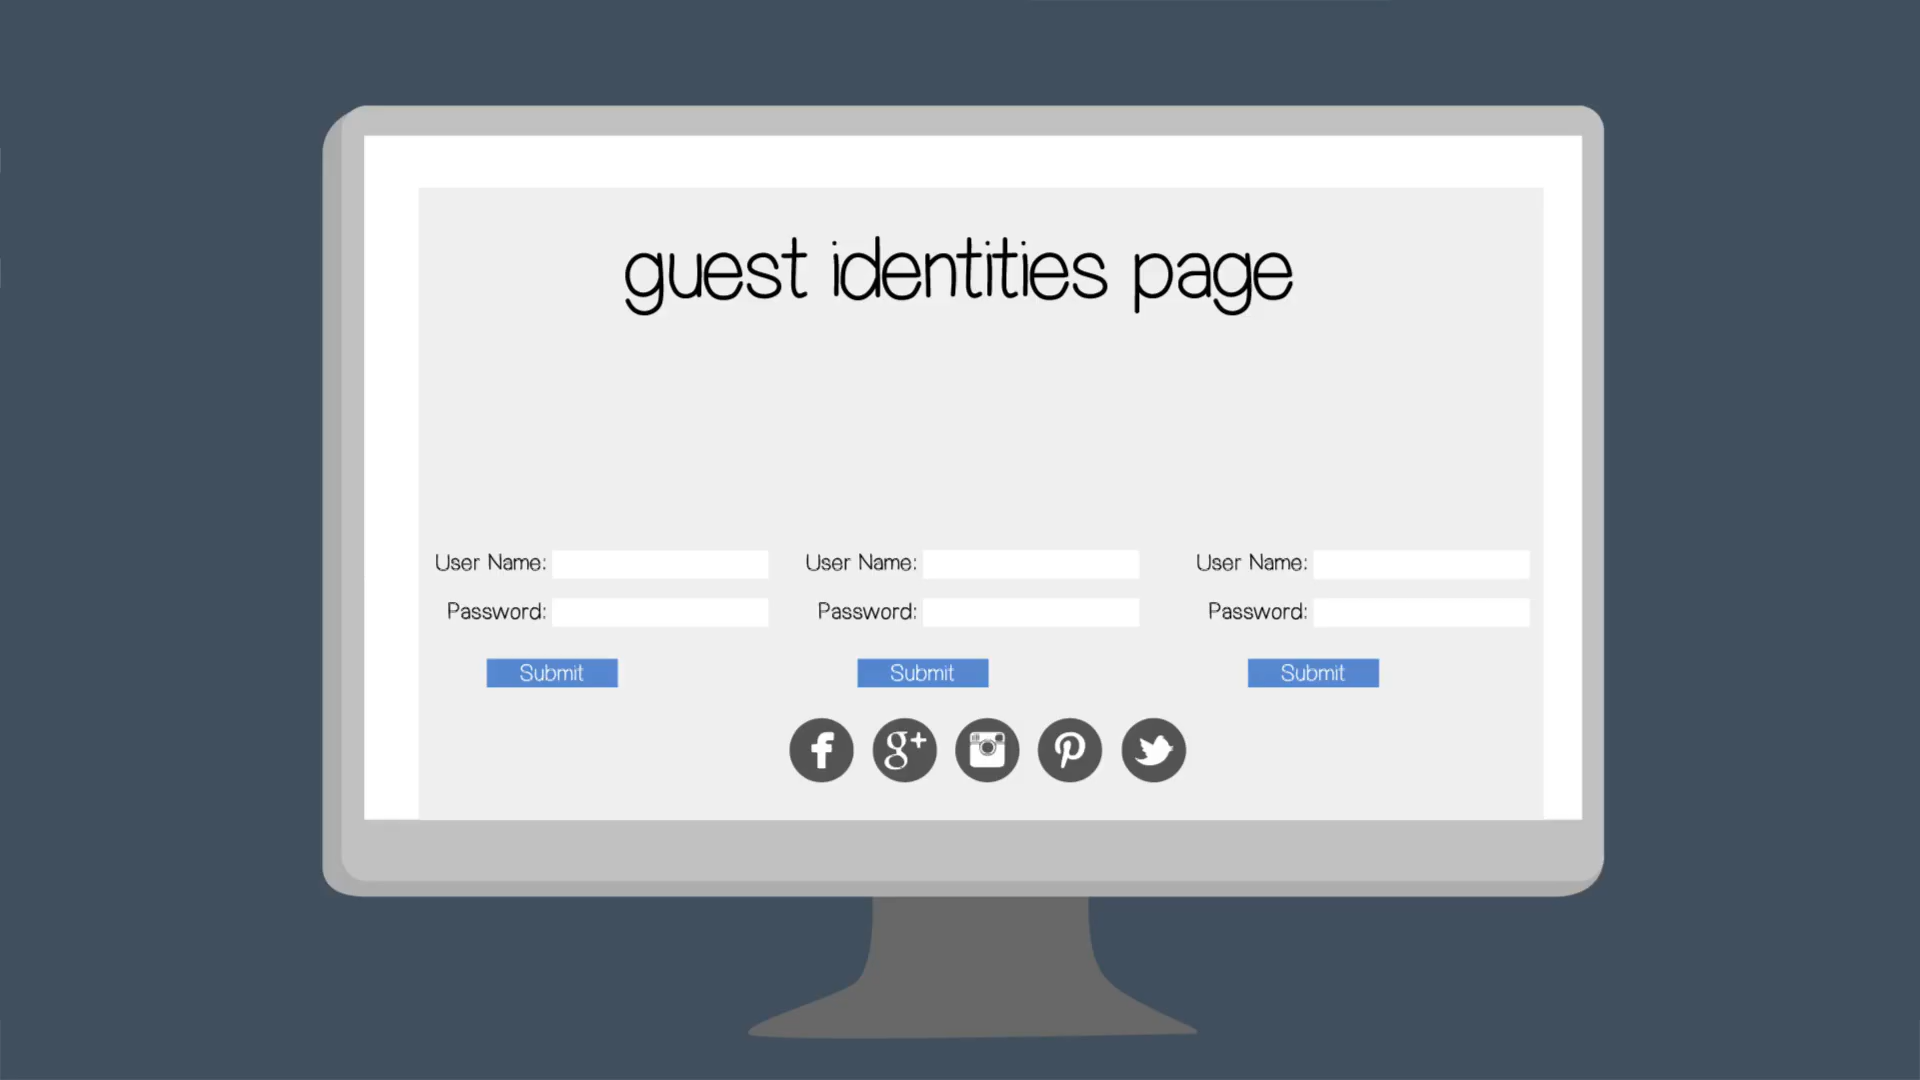 guest identities page
User Name: User Name: User Name:
Password: Password: Password:
Submit Submit Submit